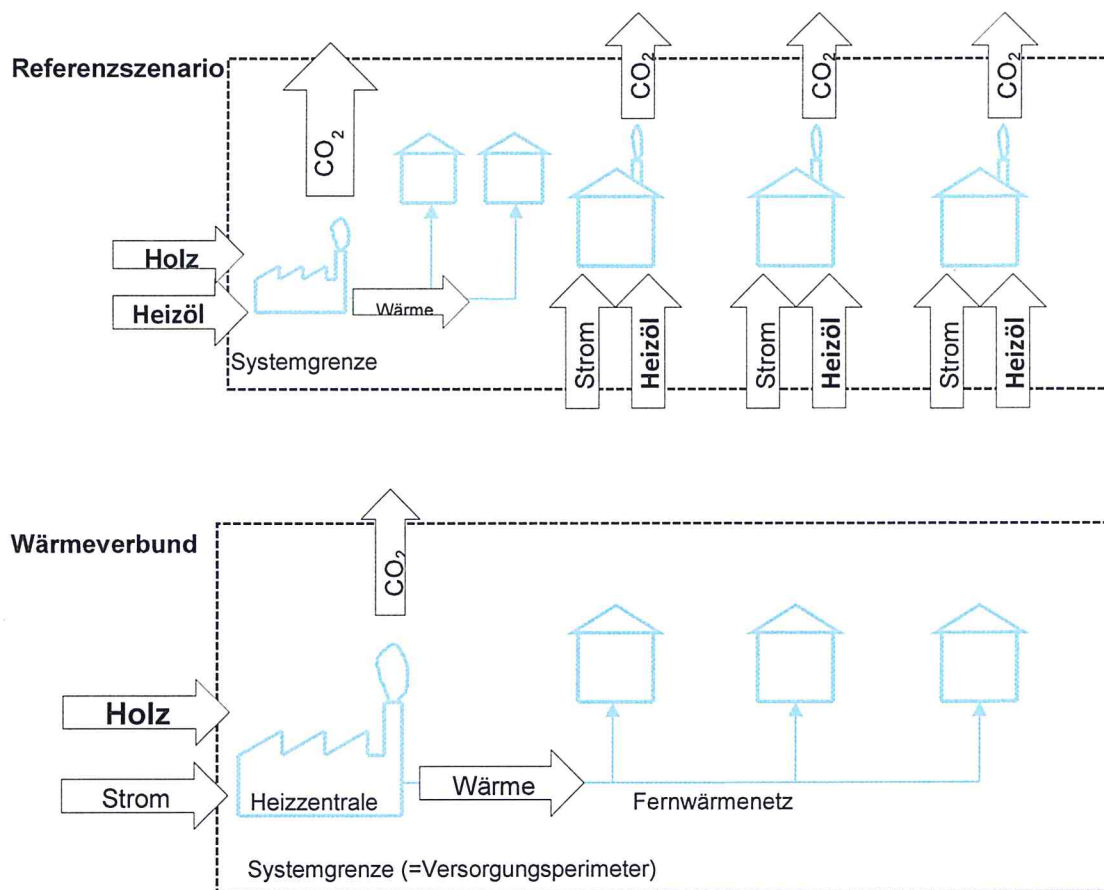 Referenzszenario
CO2
CO2
CO2
CO2
Holz
Heizöl
Wärme
Systemgrenze
Strom
Heizöl
Strom
Heizöl
Strom
Heizöl
Wärmeverbund
CO2
Holz
Strom
Heizzentrale
Wärme
Fernwärmenetz
Systemgrenze (=Versorgungsperimeter)